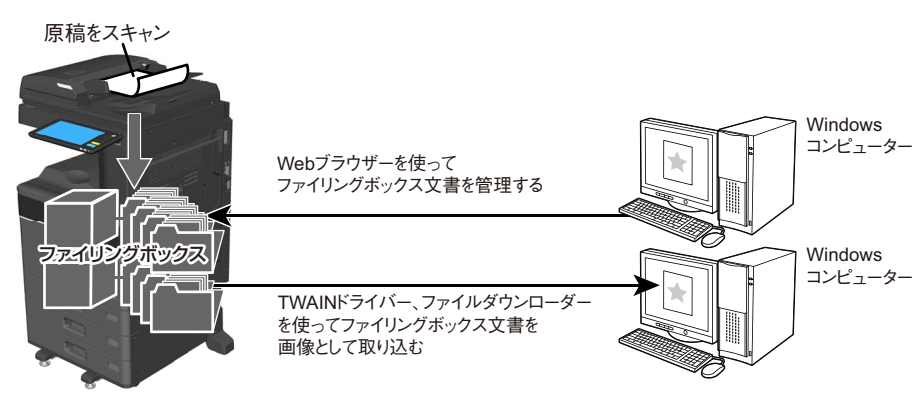 原稿をスキャン
Windows
コンピューター
Webブラウザーを使って
ファイリングボックス文書を管理する
ファイリングボックス
Windows
コンピューター
TWAINドライバー、ファイルダウンローダー
を使ってファイリングボックス文書を
画像として取り込む